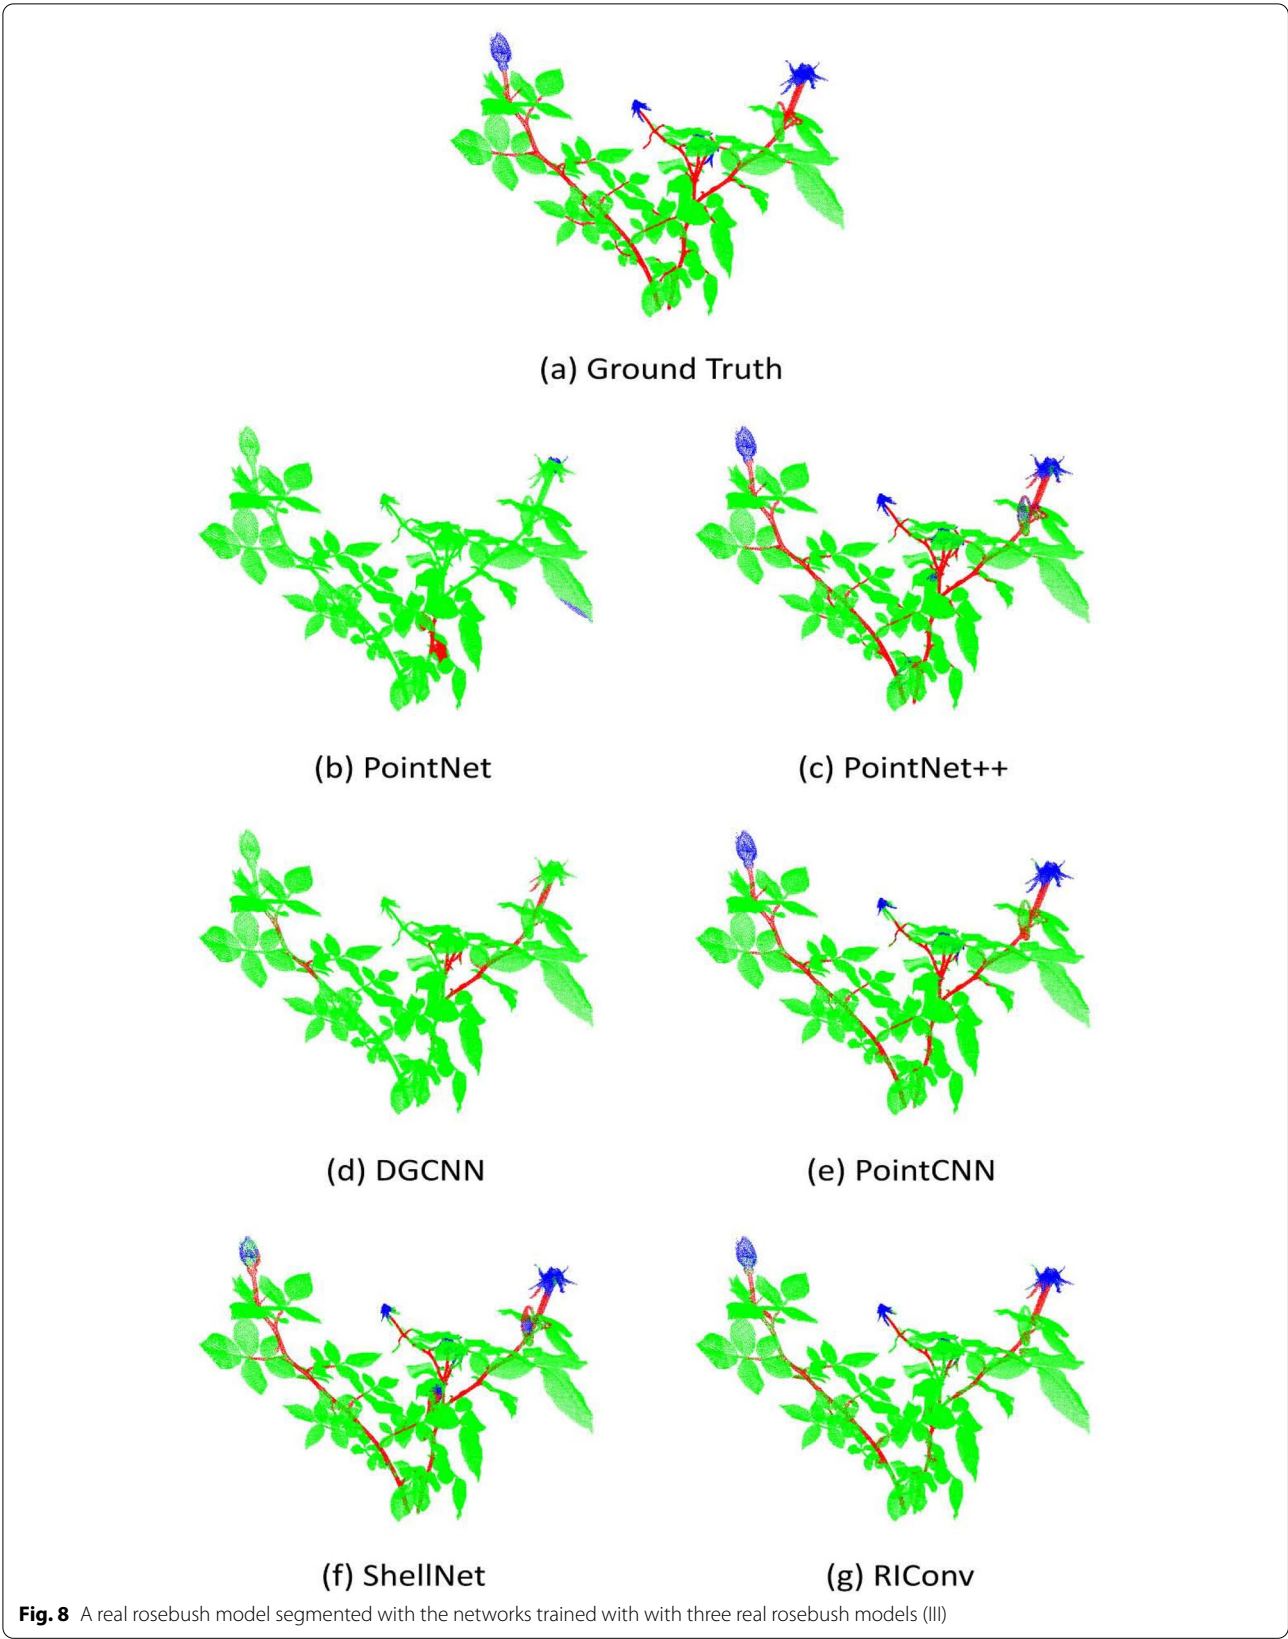 (a) Ground Truth
(b) PointNet
(c) PointNet++
(d) DGCNN
(e) PointCNN
(f) ShellNet
(g) RIConv
Fig. 8 A real rosebush model segmented with the networks trained with with three real rosebush models (III)